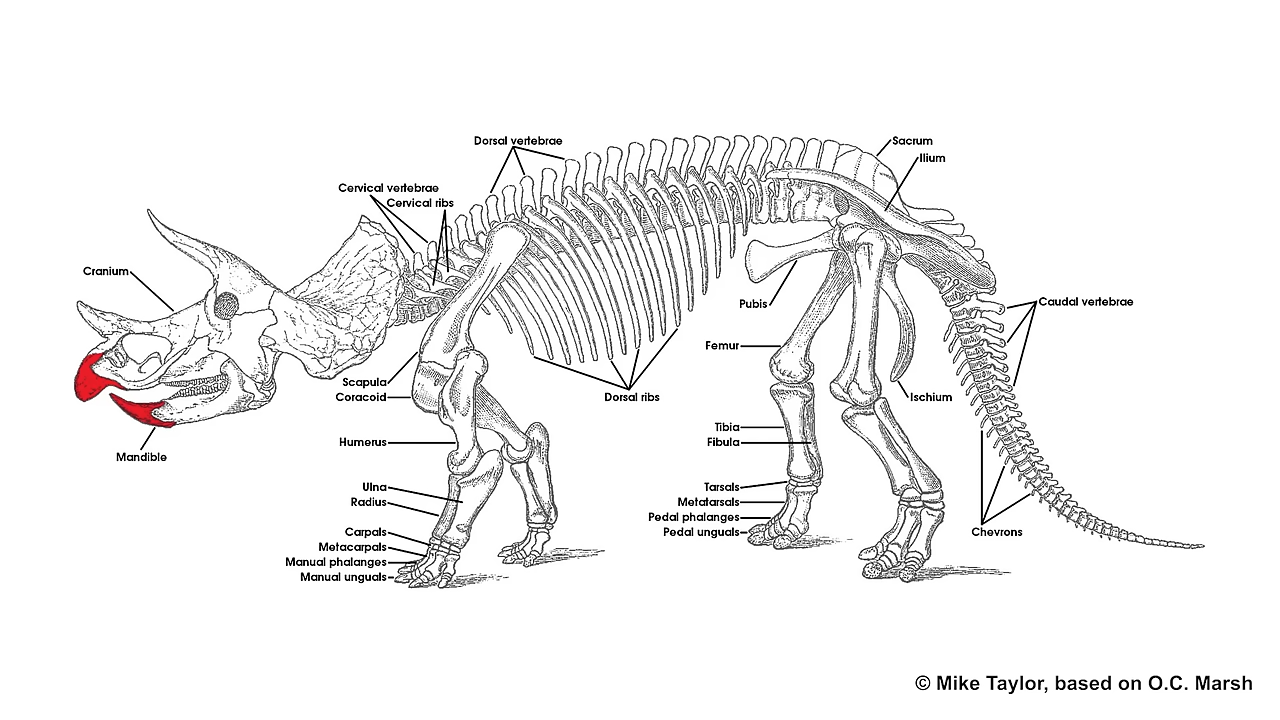 Dorsal vertebrae
Sacrum
Ilium
Cervical vertebrae
Cervical ribs
Cranium
Caudal vertebrae
Pubis
Femur
Scapula
Coracoid
Dorsal ribs
Ischium
Tibia
Humerus
Fibula
Mandible
Ulna
Tarsals
Radius
Metatarsals
Pedal phalanges
Carpals
Pedal unguals
Chevrons
Metacarpals
Manual phalanges
Manual unguals
© Mike Taylor, based on O.C. Marsh